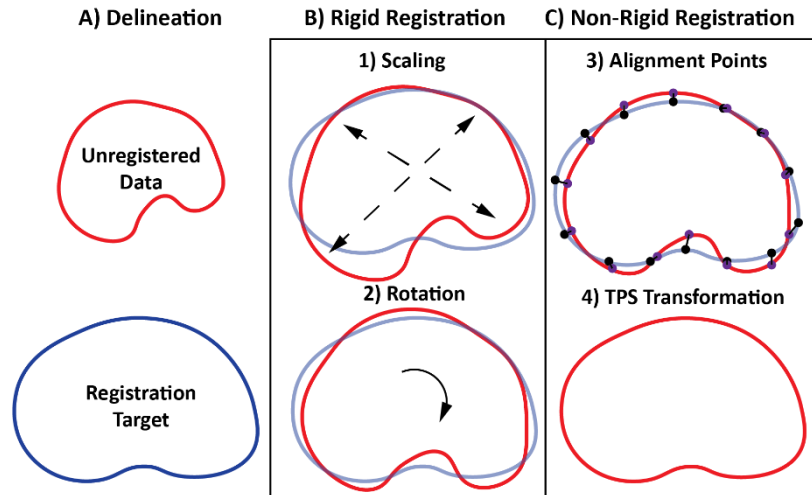 A) Delineation
B) Rigid Registration
C) Non-Rigid Registration
Unregistered
Data
Registration
Target
1) Scaling
2) Rotation
3) Alignment Points
4) TPS Transformation